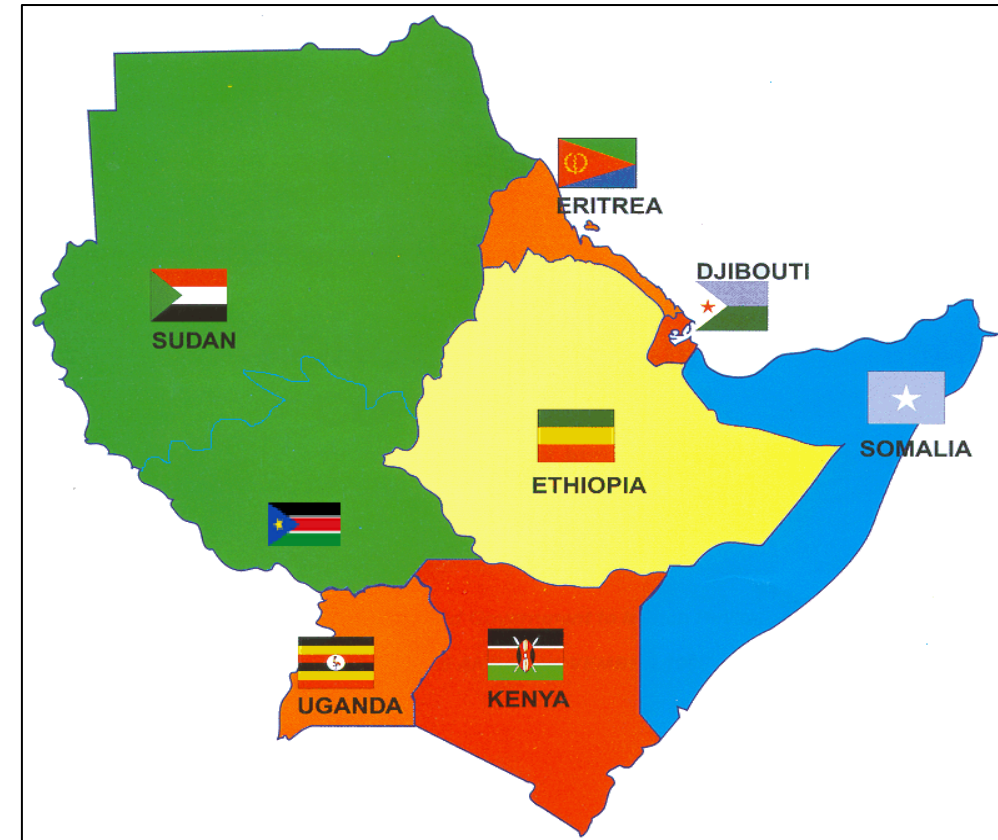 ERITREA
DJIBOUTI
SUDAN
SOMALIA
ETHIOPIA
UGANDA
KENYA